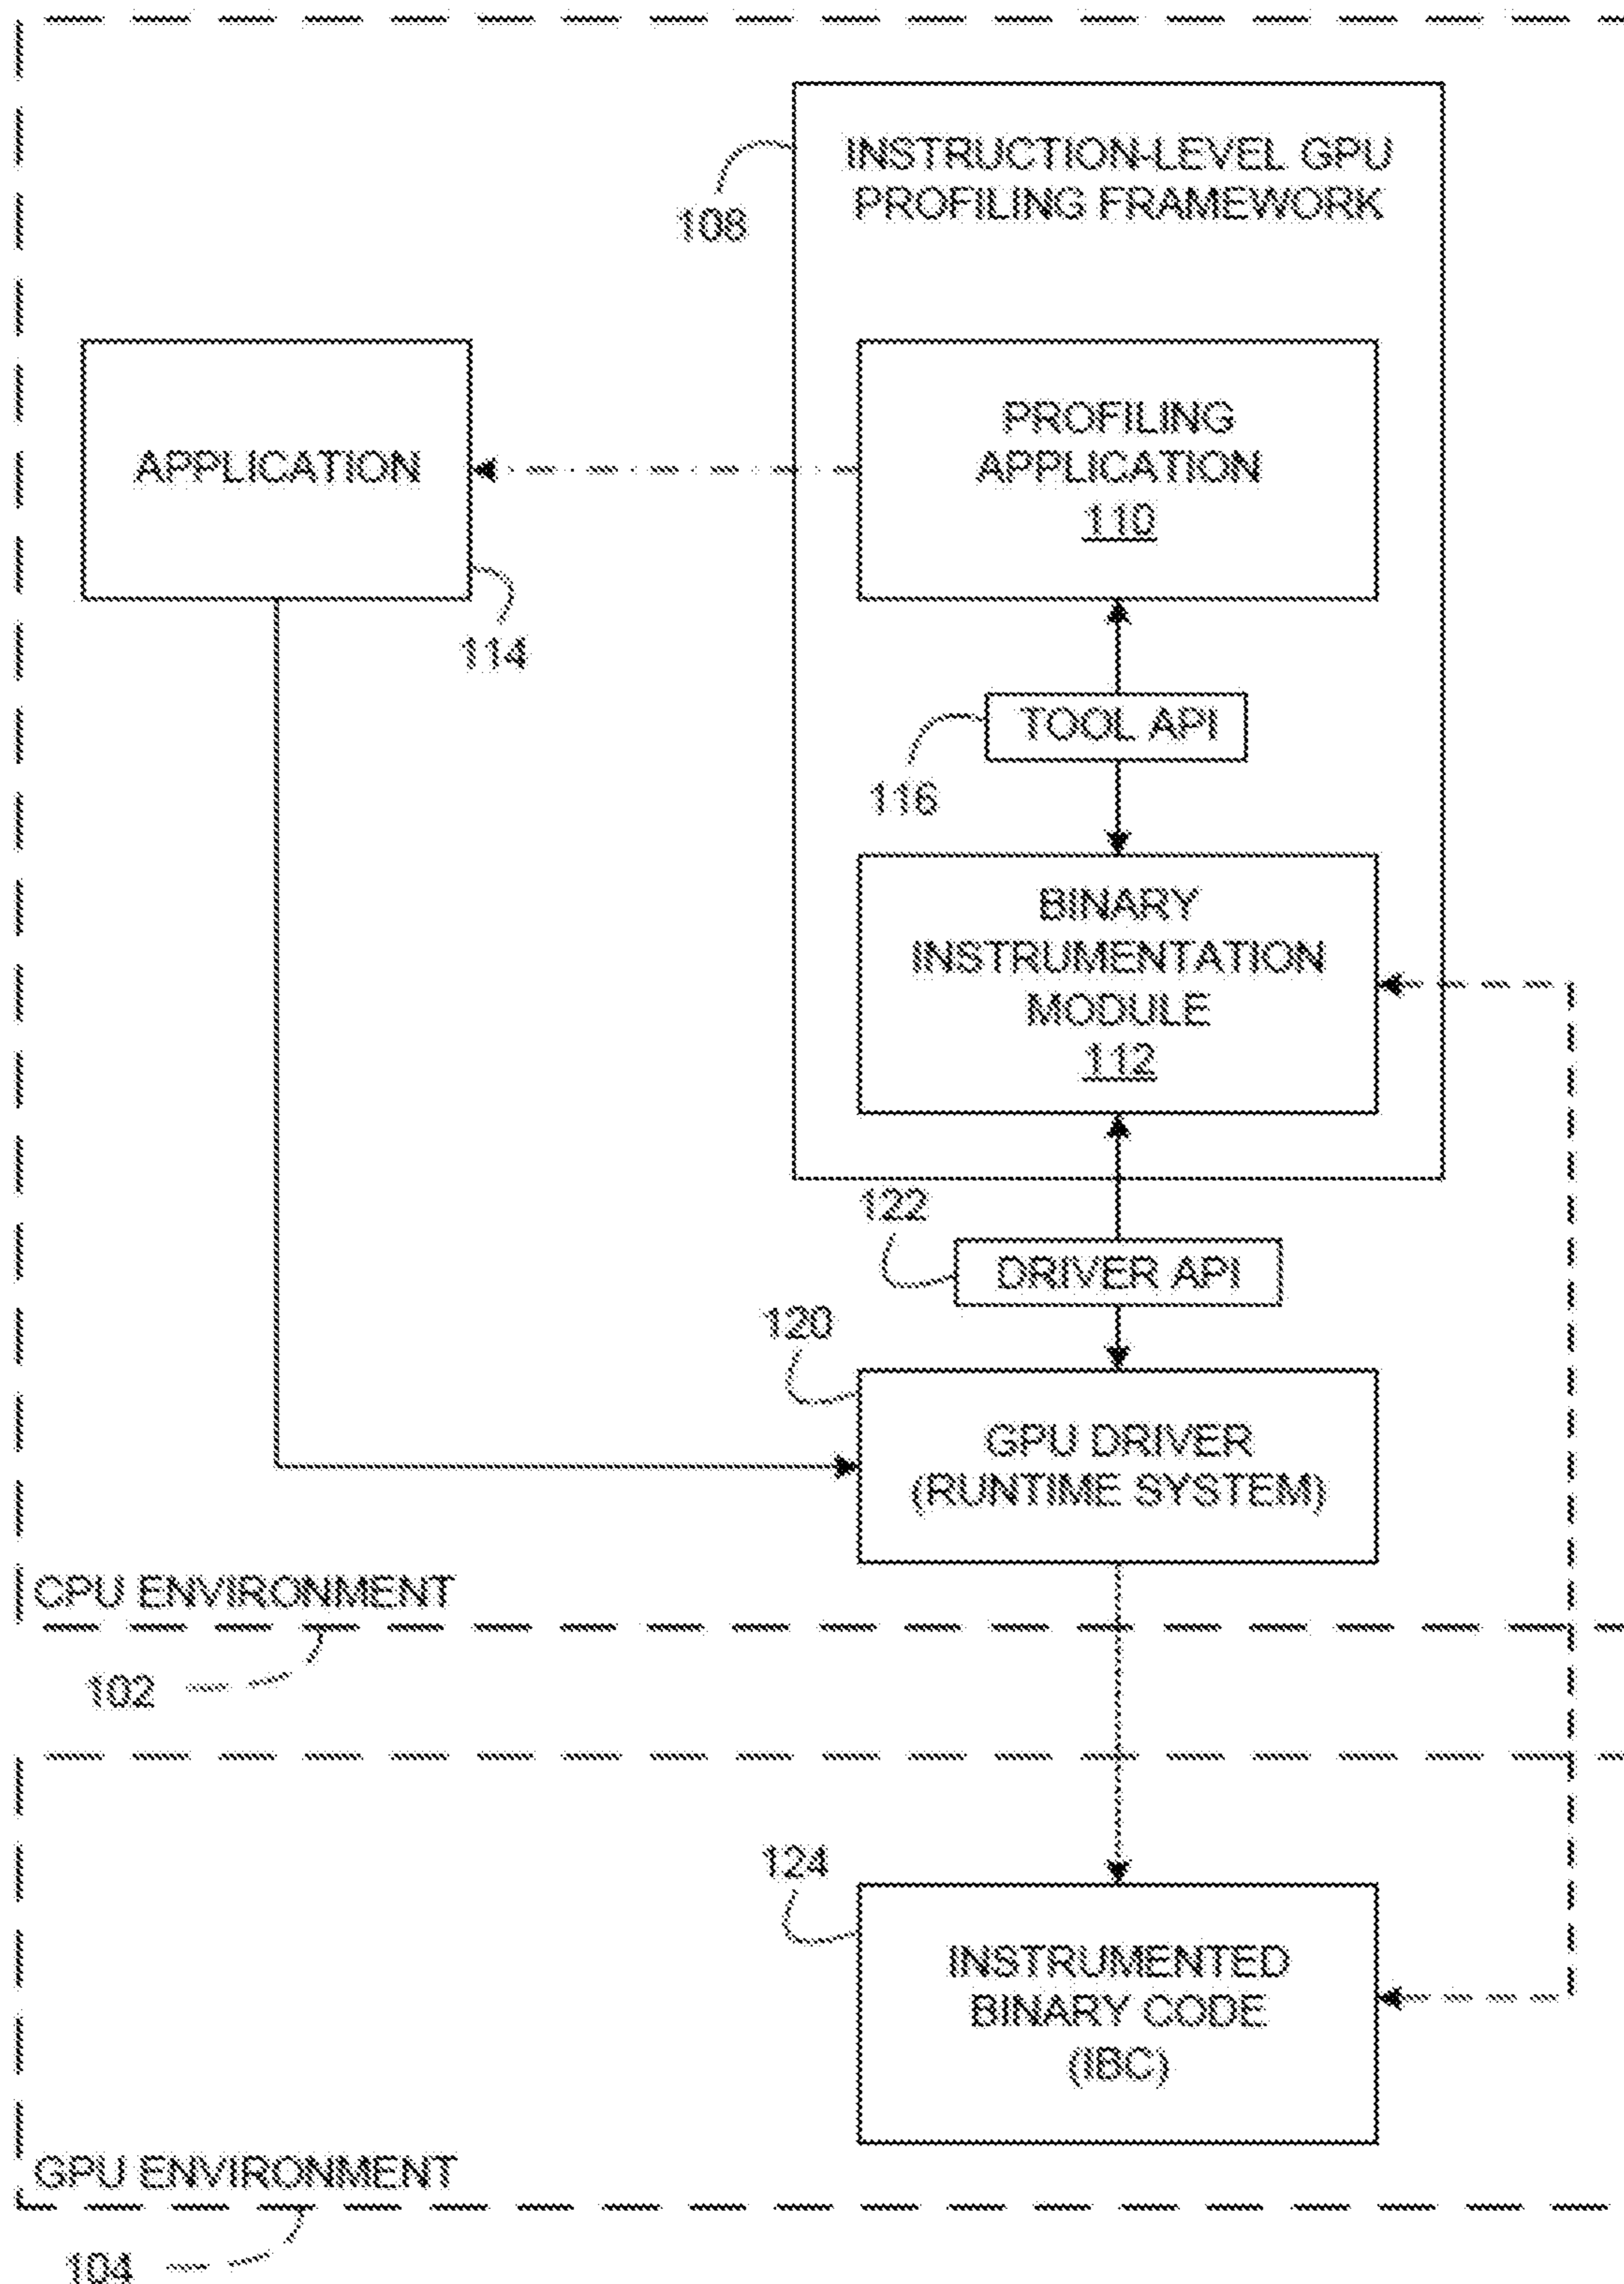 INSTRUCTION-LEVEL GPU
PROFILING FRAMEWORK
108
PROFILING
APPLICATION
110
APPLICATION
114
TOOL API
116
BINARY
INSTRUMENTATION
MODULE
112
122
DRIVER API
120
GPU DRIVER
(RUNTIME SYSTEM)
CPU ENVIRONMENT
102
124
INSTRUMENTED
BINARY CODE
(IBC)
GPU ENVIRONMENT
104